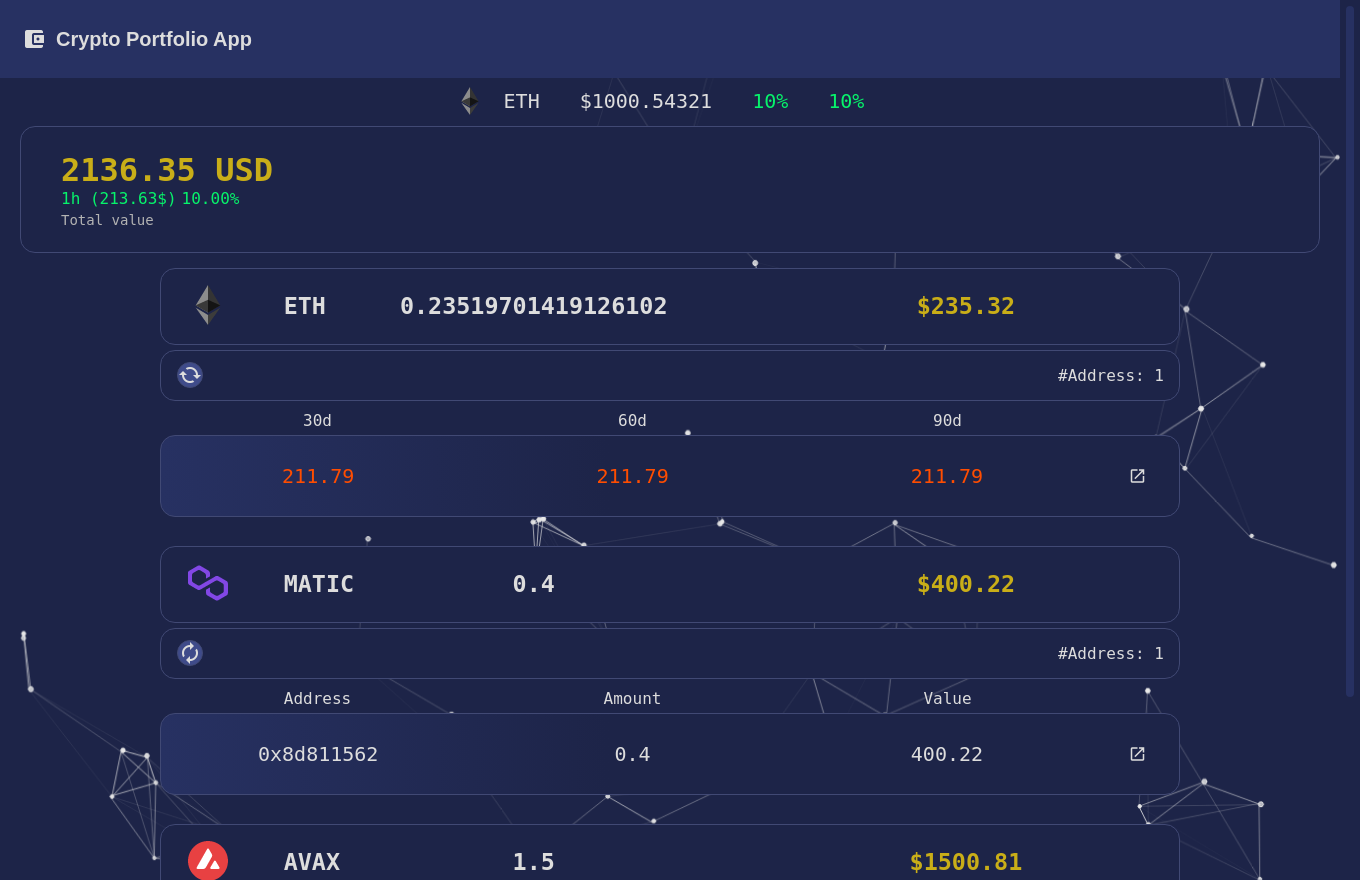 Crypto Portfolio App
ETH $1000.54321 10% 10%
2136.35 USD
1h (213.63$) 10.00%
Total value
ETH 0.23519701419126102 $235.32
#Address: 1
30d 60d 90d
211.79 211.79 211.79
MATIC 0.4 $400.22
#Address: 1
Address Amount Value
0x8d811562 0.4 400.22
AVAX 1.5 $1500.81